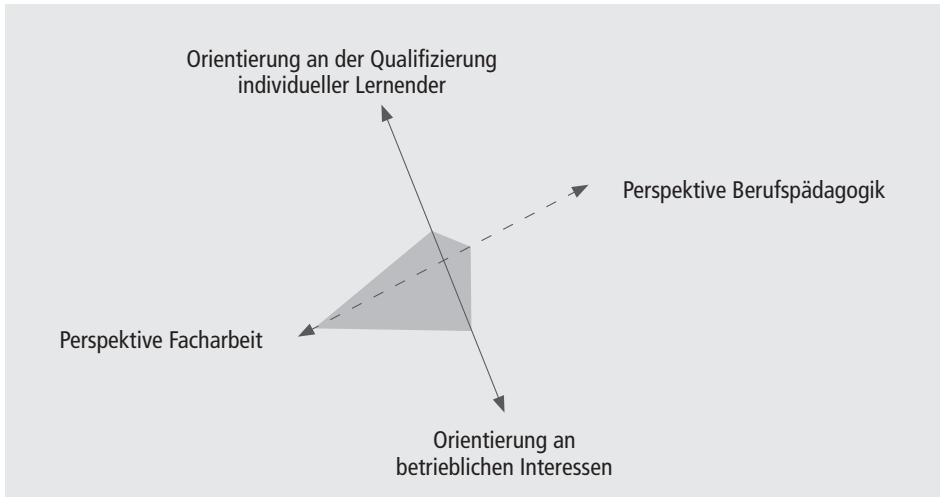 Orientierung an der Qualifizierung
individueller Lernender
Perspektive Berufspädagogik
Perspektive Facharbeit
Orientierung an
betrieblichen Interessen